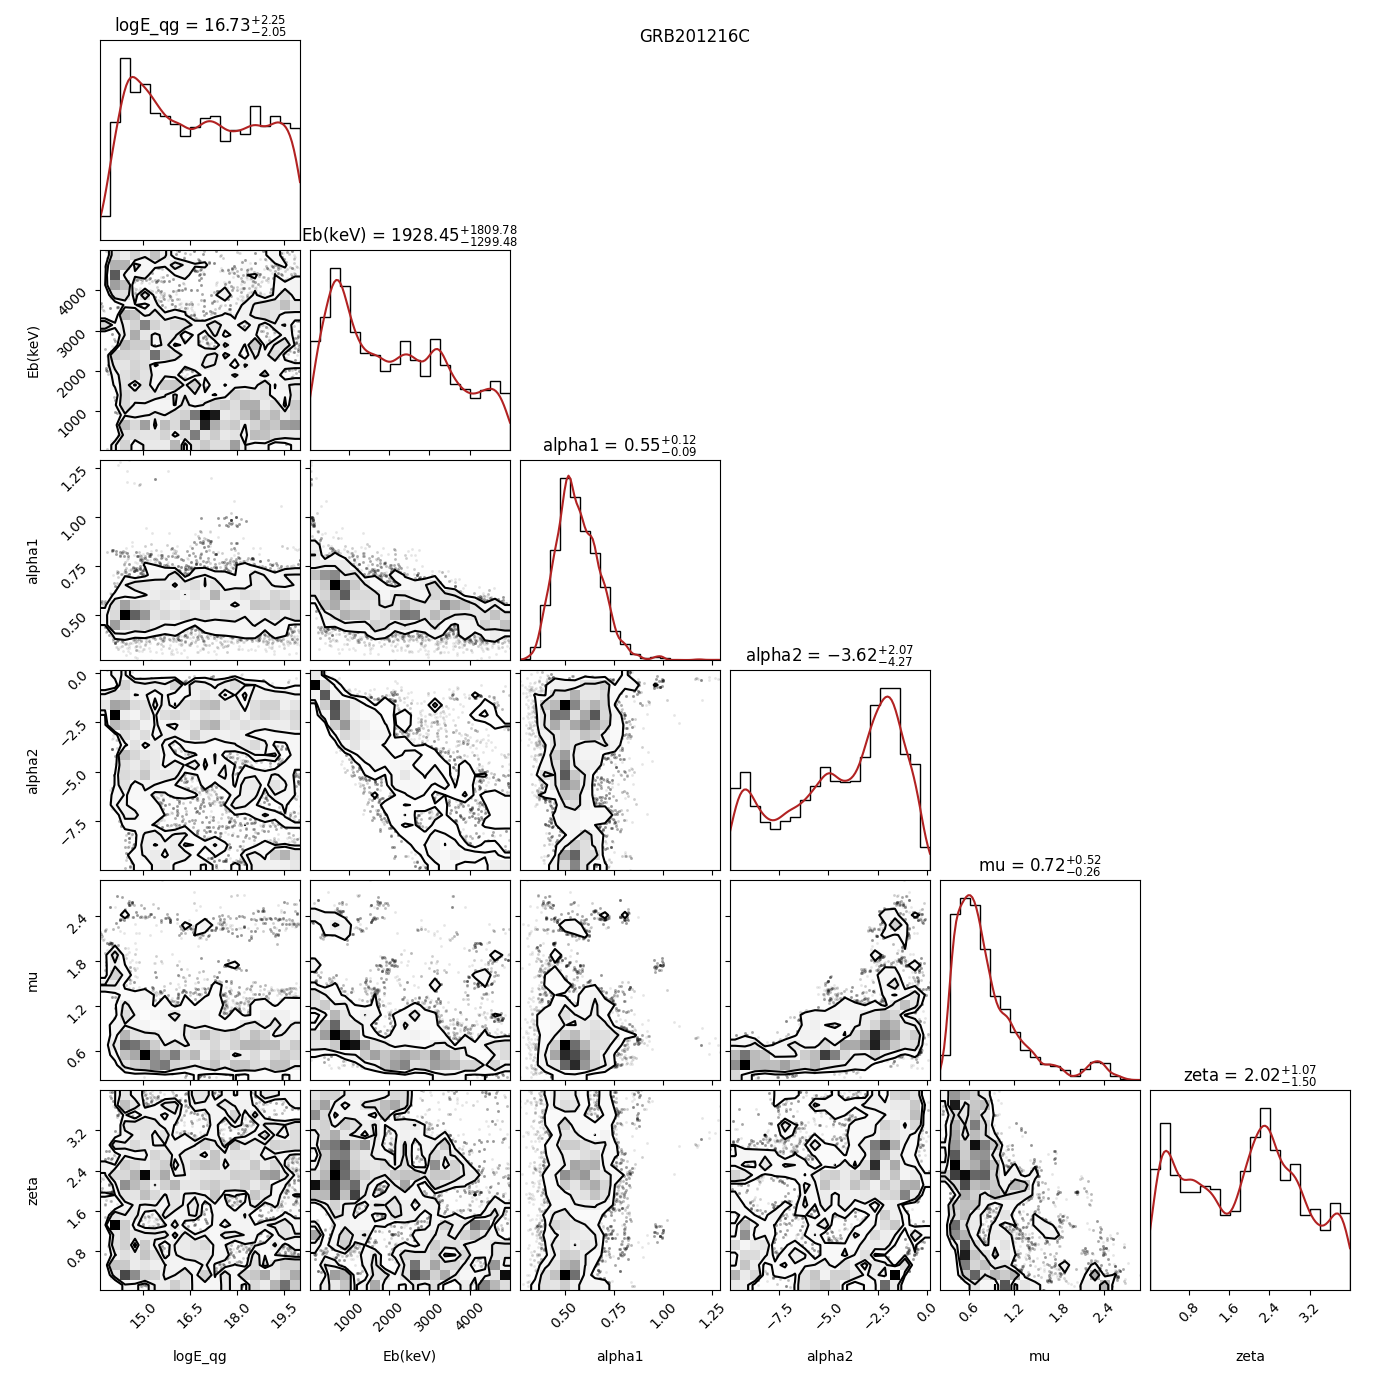 GRB201216C
logE_qg = 16.73 +2.25 −2.05
Eb(keV) = 1928.45 +1809.78 −1299.48
4000
3000
2000
1000
Eb(keV)
alpha1 = 0.55 +0.12 −0.09
1.25
1.00
0.75
0.50
alpha1
alpha2 = −3.62 +2.07 −4.27
0.0
−2.5
−5.0
−7.5
alpha2
mu = 0.72 +0.52 −0.26
2.4
1.8
1.2
0.6
mu
zeta = 2.02 +1.07 −1.50
3.2
2.4
1.6
0.8
zeta
15.0 16.5 18.0 19.5 1000 2000 3000 4000 0.50 0.75 1.00 1.25 −7.5 −5.0 −2.5 0.0 0.6 1.2 1.8 2.4 0.8 1.6 2.4 3.2
logE_qg Eb(keV) alpha1 alpha2 mu zeta